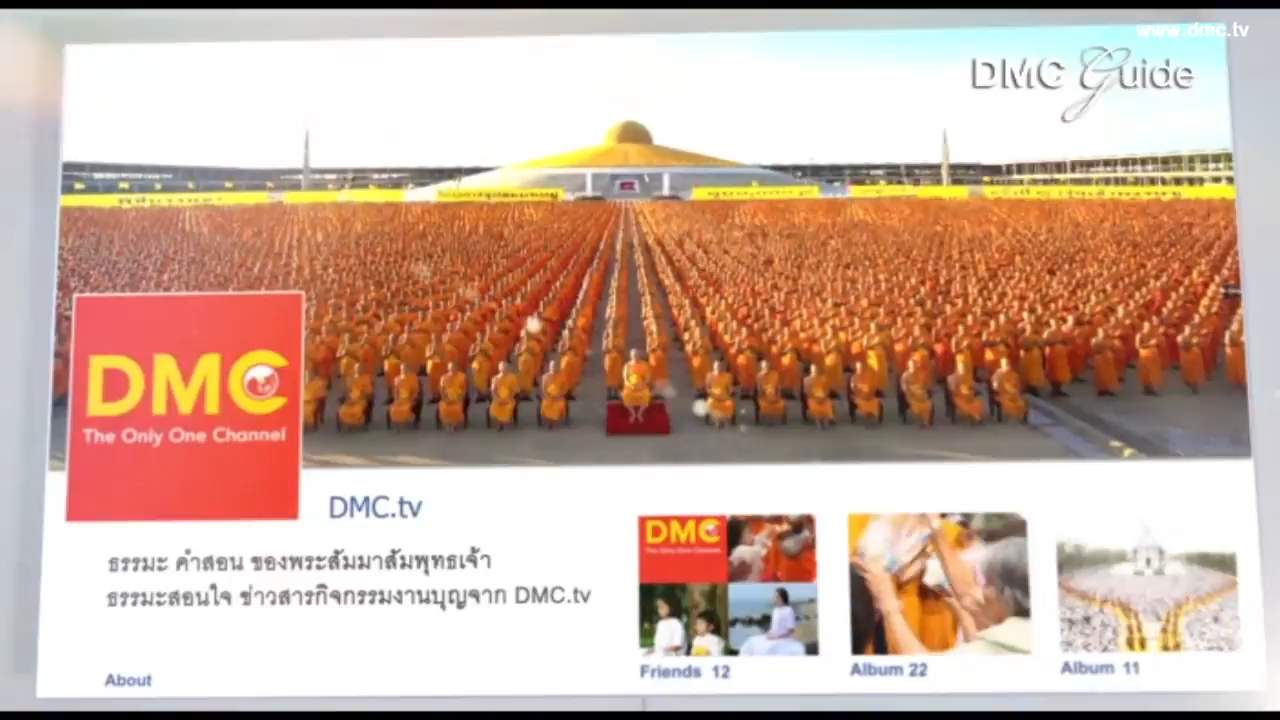 www.dmc.tv
DMC Guide
DMC
The Only One Channel
DMC.tv
ธรรมะ คำสอน ของพระสัมมาสัมพุทธเจ้า
ธรรมะสอนใจ ข่าวสารกิจกรรมงานบุญจาก DMC.tv
DMC
The Only One Channel
About
Friends 12
Album 22
Album 11